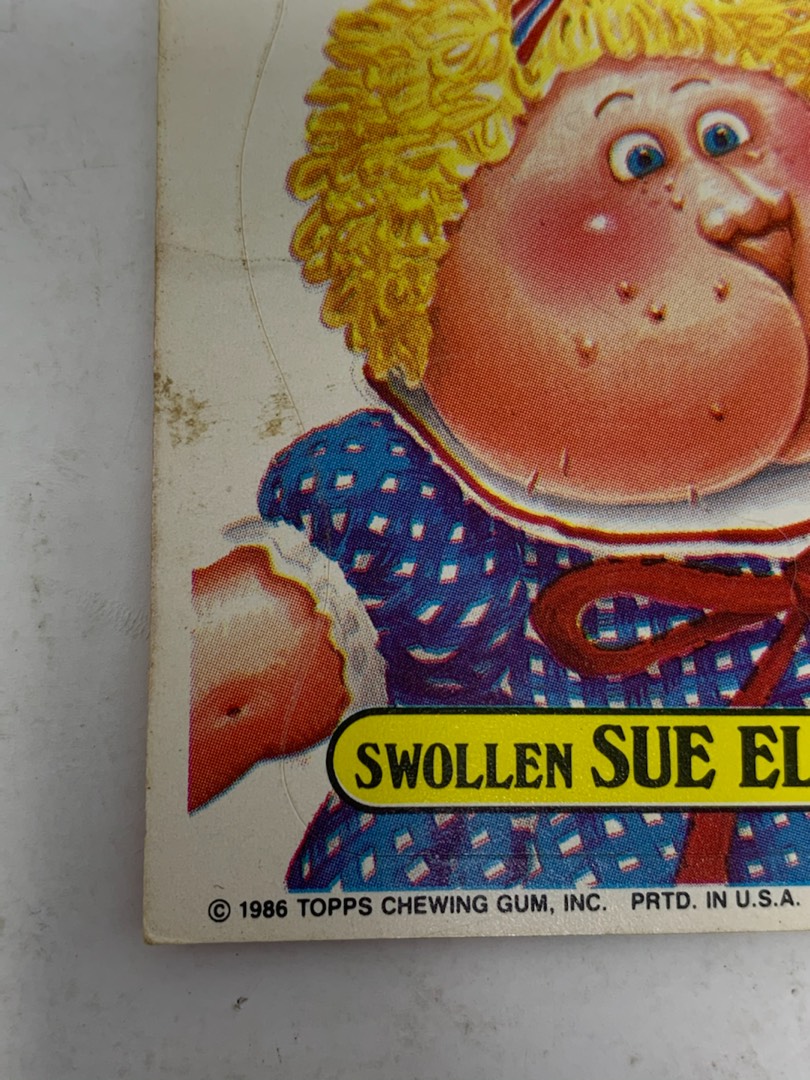 SWOLLEN SUE EL
© 1986 TOPPS CHEWING GUM, INC. PRTD. IN U.S.A.